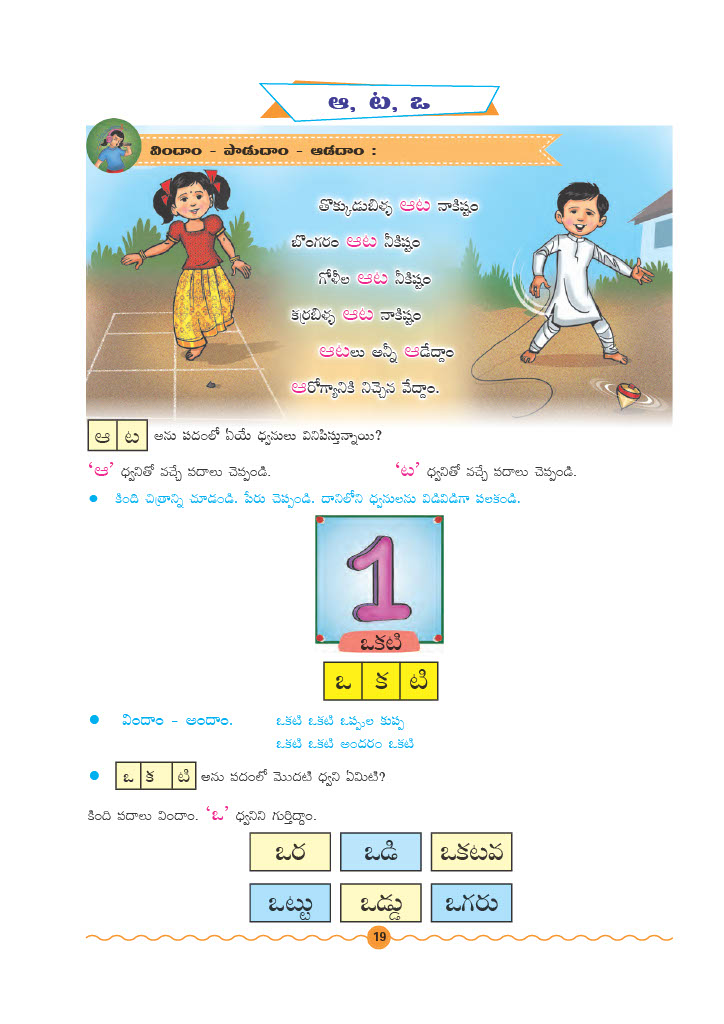 ఆ, ట, ఒ
విందాం - పాడుదాం - ఆడదాం :
తొక్కుడుబిళ్ళ ఆట నాకిష్టం
బొంగరం ఆట నీకిష్టం
గోళీల ఆట నీకిష్టం
కర్రబిళ్ళ ఆట నాకిష్టం
ఆటలు అన్నీ ఆడేద్దాం
ఆరోగ్యానికి నిచ్చెన వేద్దాం.
ఆ ట అను పదంలో ఏయే ధ్వనులు వినిపిస్తున్నాయి?
‘ఆ’ ధ్వనితో వచ్చే పదాలు చెప్పండి. ‘ట’ ధ్వనితో వచ్చే పదాలు చెప్పండి.
● కింది చిత్రాన్ని చూడండి. పేరు చెప్పండి. దానిలోని ధ్వనులను విడివిడిగా పలకండి.
1
ఒకటి
ఒ క టి
● విందాం - అందాం. ఒకటి ఒకటి ఒప్పుల కుప్ప
ఒకటి ఒకటి అందరం ఒకటి
● ఒ క టి అను పదంలో మొదటి ధ్వని ఏమిటి?
కింది పదాలు విందాం. ‘ఒ’ ధ్వనిని గుర్తిద్దాం.
ఒర ఒడి ఒకటవ
ఒట్టు ఒడ్డు ఒగరు
19